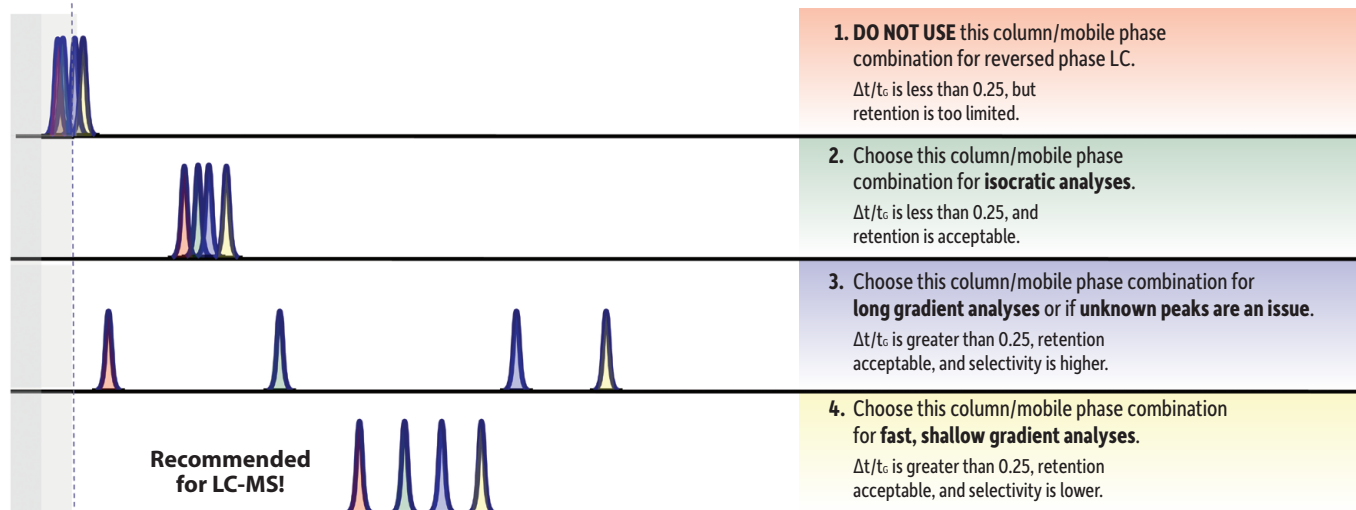 1. DO NOT USE this column/mobile phase
combination for reversed phase LC.
Δt/tG is less than 0.25, but
retention is too limited.
2. Choose this column/mobile phase
combination for isocratic analyses.
Δt/tG is less than 0.25, and
retention is acceptable.
3. Choose this column/mobile phase combination for
long gradient analyses or if unknown peaks are an issue.
Δt/tG is greater than 0.25, retention
acceptable, and selectivity is higher.
Recommended
for LC-MS!
4. Choose this column/mobile phase combination
for fast, shallow gradient analyses.
Δt/tG is greater than 0.25, retention
acceptable, and selectivity is lower.